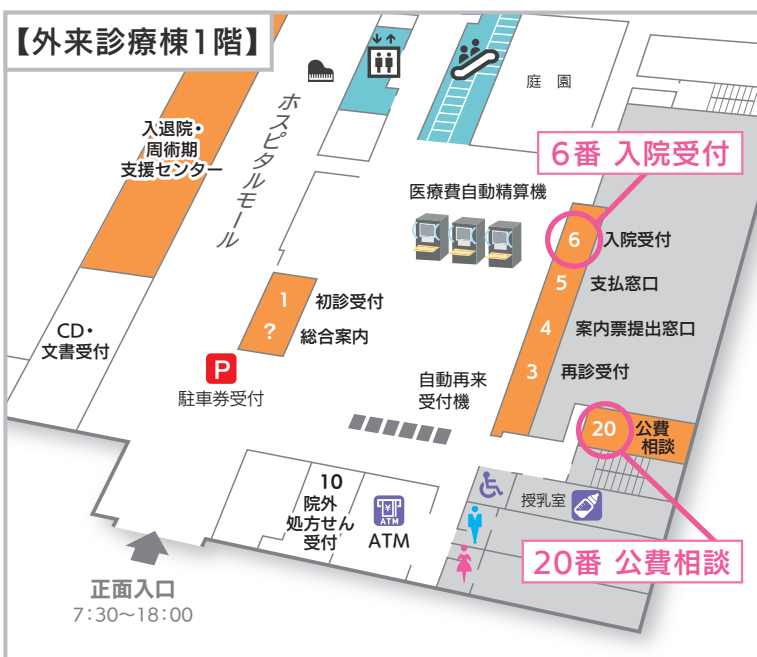 【外来診療棟1階】
庭 園
入退院・
周術期
支援センター
ホスピタルモール
6番 入院受付
医療費自動精算機
6 入院受付
5 支払窓口
4 案内票提出窓口
3 再診受付
1 初診受付
? 総合案内
CD・
文書受付
P
駐車券受付
自動再来
受付機
20 公費
相談
10
院外
処方せん
受付
ATM
ATM
授乳室
20番 公費相談
正面入口
7:30〜18:00